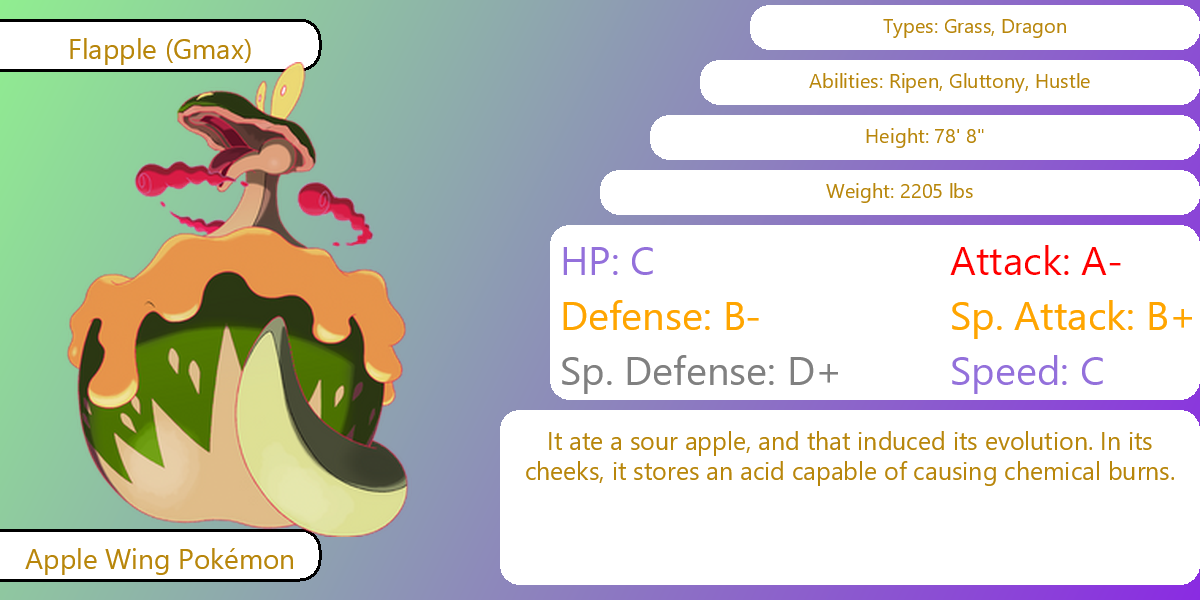 Flapple (Gmax)
Types: Grass, Dragon
Abilities: Ripen, Gluttony, Hustle
Height: 78' 8"
Weight: 2205 lbs
HP: C
Attack: A-
Defense: B-
Sp. Attack: B+
Sp. Defense: D+
Speed: C
It ate a sour apple, and that induced its evolution. In its
cheeks, it stores an acid capable of causing chemical burns.
Apple Wing Pokémon